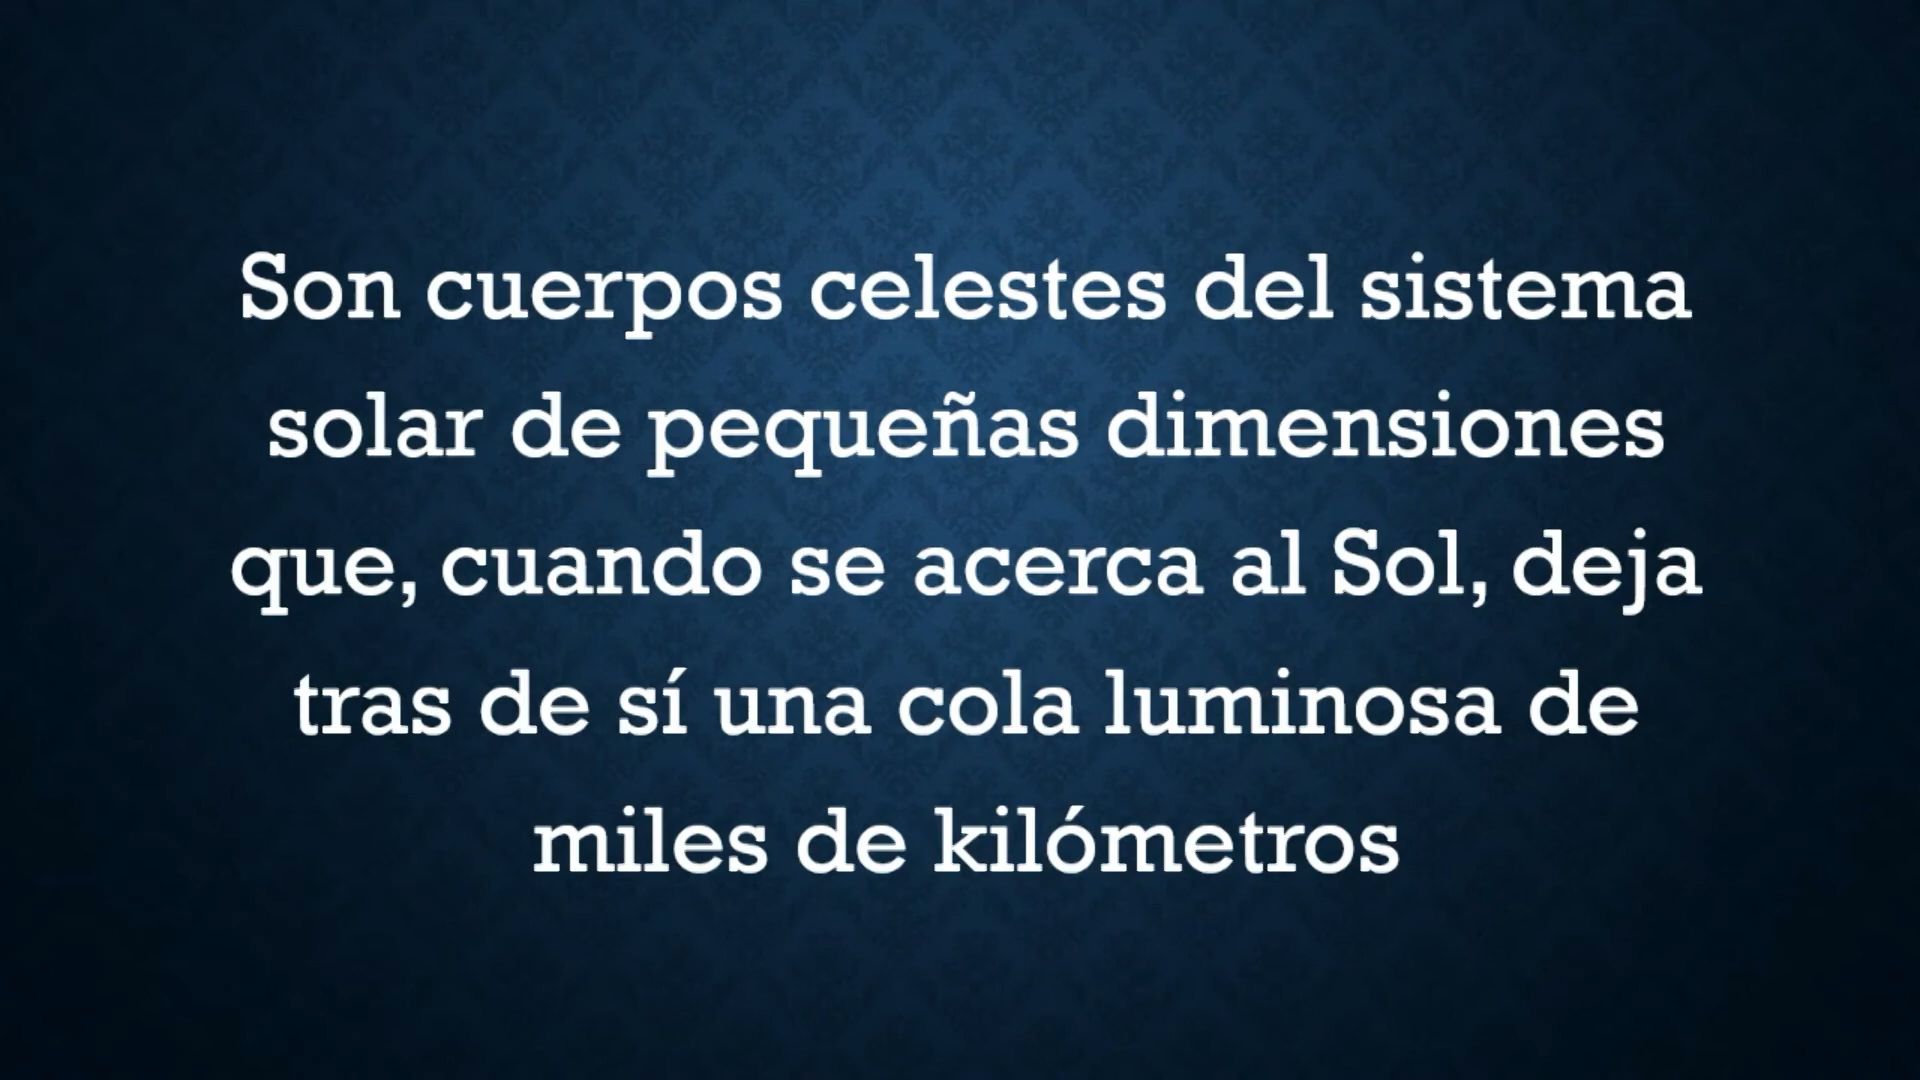 Son cuerpos celestes del sistema
solar de pequeñas dimensiones
que, cuando se acerca al Sol, deja
tras de sí una cola luminosa de
miles de kilómetros